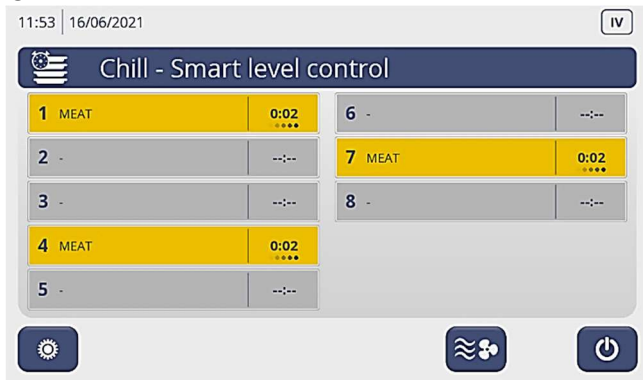 11:53 16/06/2021 IV
Chill - Smart level control
1 MEAT 0:02
2 - --:--
3 - --:--
4 MEAT 0:02
5 - --:--
6 - --:--
7 MEAT 0:02
8 - --:--